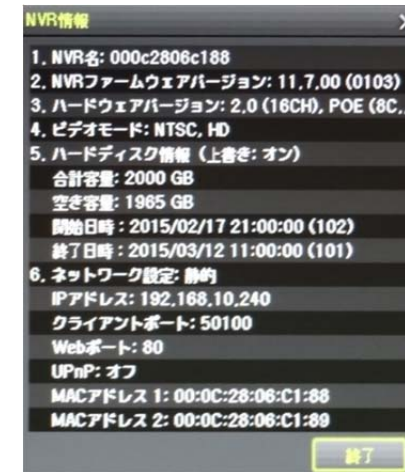 NVR情報
1. NVR名: 000c2806c188
2. NVRファームウェアバージョン: 11.7.00 (0103)
3. ハードウェアバージョン: 2.0 (16CH), POE (8C..
4. ビデオモード: NTSC, HD
5. ハードディスク情報（上書き: オン）
合計容量: 2000 GB
空き容量: 1965 GB
開始日時 : 2015/02/17 21:00:00 (102)
終了日時 : 2015/03/12 11:00:00 (101)
6. ネットワーク設定: 静的
IPアドレス: 192.168.10.240
クライアントポート: 50100
Webポート: 80
UPnP: オフ
MACアドレス 1: 00:0C:28:06:C1:88
MACアドレス 2: 00:0C:28:06:C1:89
終了